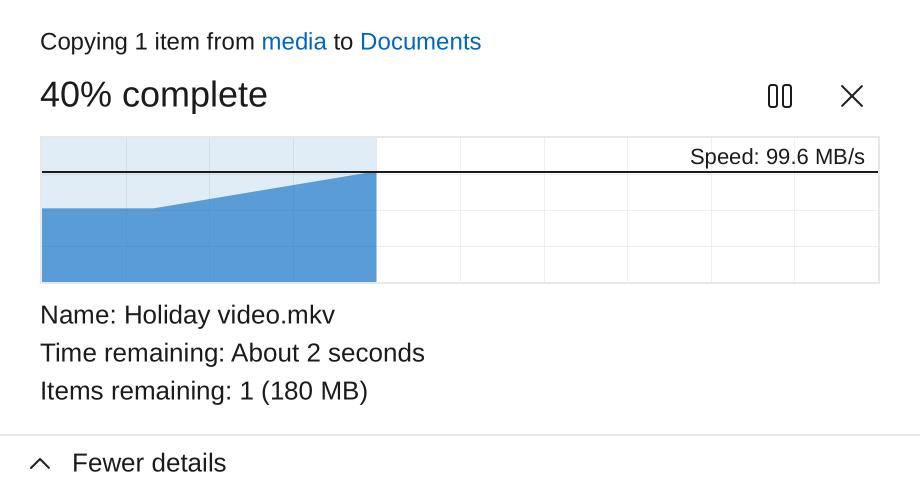 Copying 1 item from media to Documents
40% complete
Speed: 99.6 MB/s
Name: Holiday video.mkv
Time remaining: About 2 seconds
Items remaining: 1 (180 MB)
Fewer details